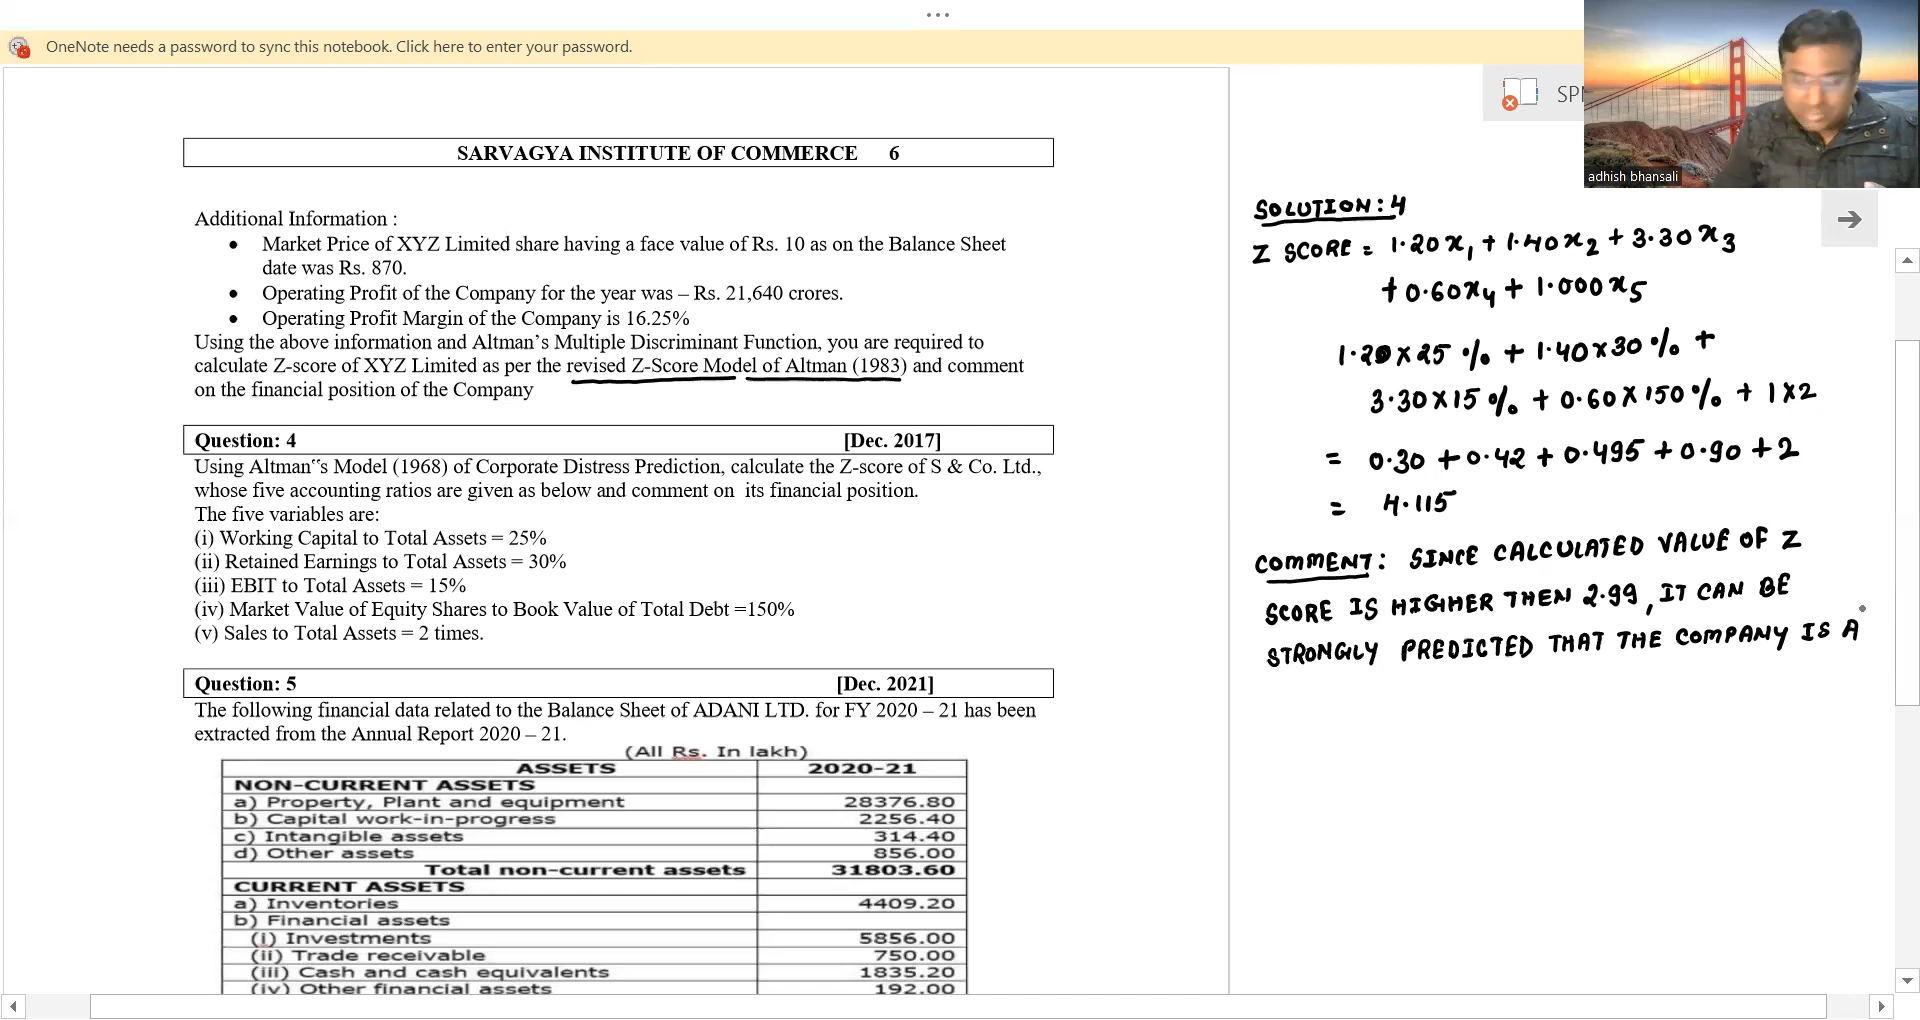 OneNote needs a password to sync this notebook. Click here to enter your password.
adhish bhansali
SARVAGYA INSTITUTE OF COMMERCE 6
Additional Information :
• Market Price of XYZ Limited share having a face value of Rs. 10 as on the Balance Sheet
date was Rs. 870.
• Operating Profit of the Company for the year was – Rs. 21,640 crores.
• Operating Profit Margin of the Company is 16.25%
Using the above information and Altman's Multiple Discriminant Function, you are required to
calculate Z-score of XYZ Limited as per the revised Z-Score Model of Altman (1983) and comment
on the financial position of the Company
Question: 4 [Dec. 2017]
Using Altman‟s Model (1968) of Corporate Distress Prediction, calculate the Z-score of S & Co. Ltd.,
whose five accounting ratios are given as below and comment on its financial position.
The five variables are:
(i) Working Capital to Total Assets = 25%
(ii) Retained Earnings to Total Assets = 30%
(iii) EBIT to Total Assets = 15%
(iv) Market Value of Equity Shares to Book Value of Total Debt =150%
(v) Sales to Total Assets = 2 times.
Question: 5 [Dec. 2021]
The following financial data related to the Balance Sheet of ADANI LTD. for FY 2020 – 21 has been
extracted from the Annual Report 2020 – 21.
(All Rs. In lakh)
ASSETS 2020-21
NON-CURRENT ASSETS
a) Property, Plant and equipment 28376.80
b) Capital work-in-progress 2256.40
c) Intangible assets 314.40
d) Other assets 856.00
Total non-current assets 31803.60
CURRENT ASSETS
a) Inventories 4409.20
b) Financial assets
(i) Investments 5856.00
(ii) Trade receivable 750.00
(iii) Cash and cash equivalents 1835.20
(iv) Other financial assets 192.00
SOLUTION: 4
Z SCORE = 1.20x₁ + 1.40x₂ + 3.30x₃
+ 0.60x₄ + 1.000x₅
1.20 x 25 % + 1.40 x 30 % +
3.30 x 15 % + 0.60 x 150 % + 1 x 2
= 0.30 + 0.42 + 0.495 + 0.90 + 2
= 4.115
COMMENT: SINCE CALCULATED VALUE OF Z
SCORE IS HIGHER THEN 2.99, IT CAN BE
STRONGLY PREDICTED THAT THE COMPANY IS A